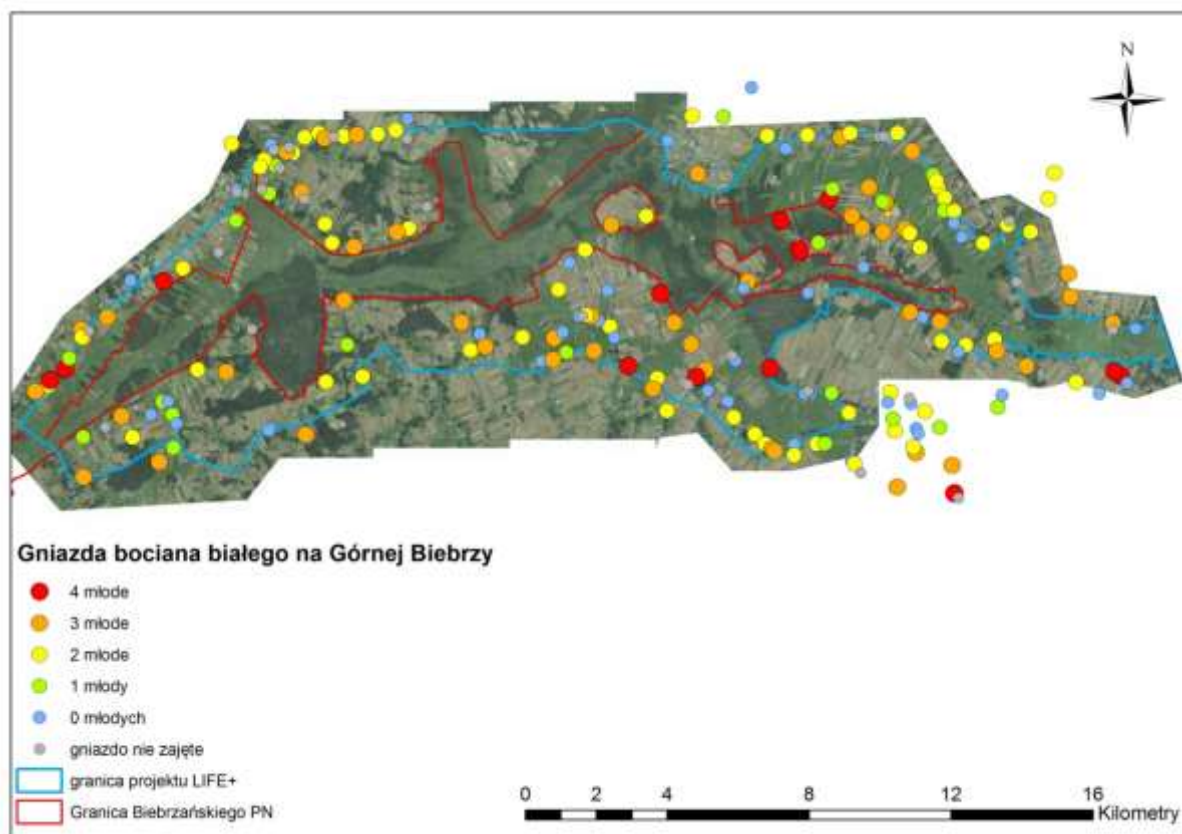 N
Gniazda bociana białego na Górnej Biebrzy
4 młode
3 młode
2 młode
1 młody
0 młodych
gniazdo nie zajęte
granica projektu LIFE+
Granica Biebrzańskiego PN
0 2 4 8 12 16
Kilometry